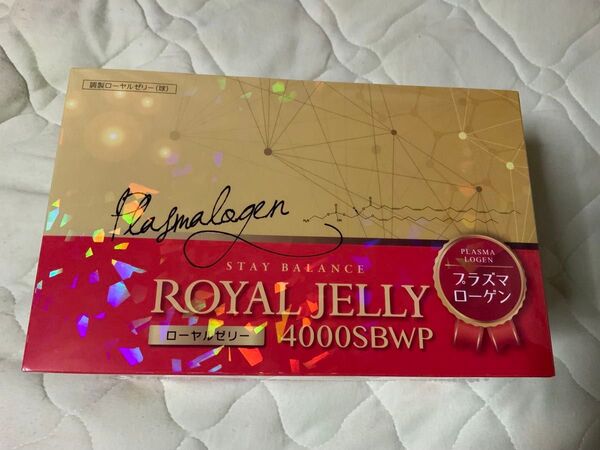 調製ローヤルゼリー(球)
Plasmalogen
STAY BALANCE
ROYAL JELLY
ローヤルゼリー 4000SBWP
PLASMA
LOGEN
+
プラズマ
ローゲン